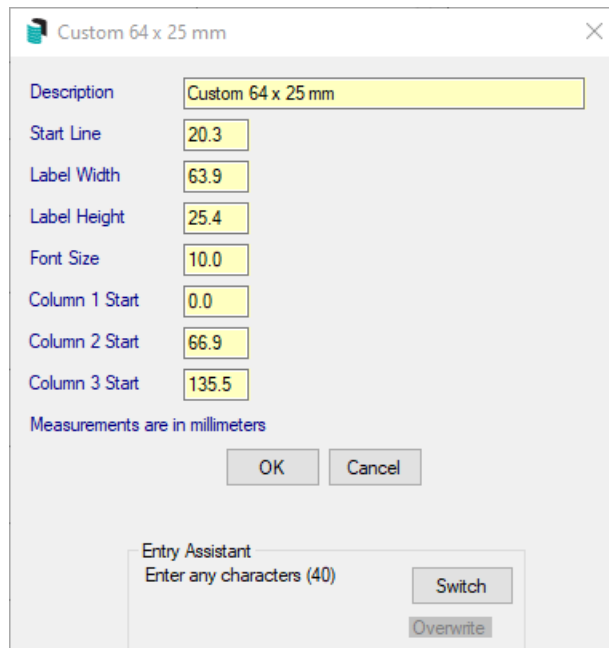 Custom 64 x 25 mm
Description Custom 64 x 25 mm
Start Line 20.3
Label Width 63.9
Label Height 25.4
Font Size 10.0
Column 1 Start 0.0
Column 2 Start 66.9
Column 3 Start 135.5
Measurements are in millimeters
OK Cancel
Entry Assistant
Enter any characters (40)
Switch
Overwrite